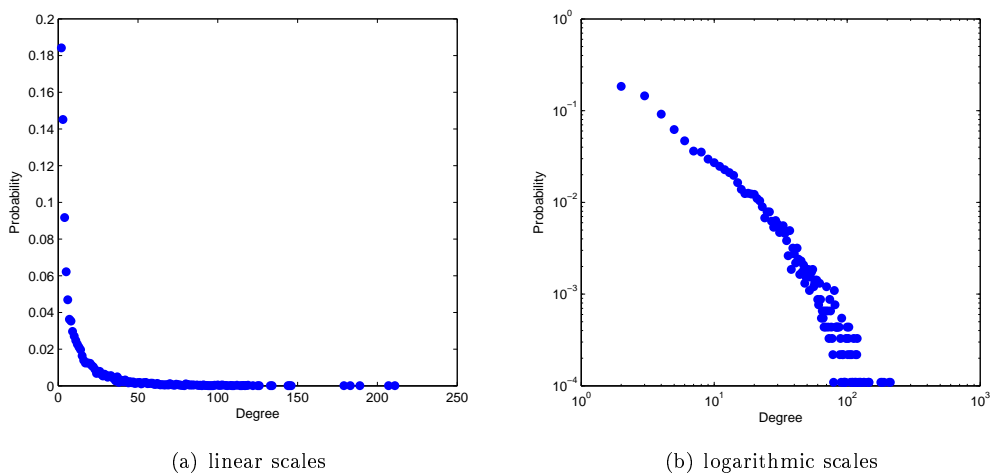 0.2
0.18
0.16
0.14
0.12
0.1
0.08
0.06
0.04
0.02
0
Probability
0 50 100 150 200 250
Degree
(a) linear scales
10^0
10^-1
10^-2
10^-3
10^-4
Probability
10^0 10^1 10^2 10^3
Degree
(b) logarithmic scales